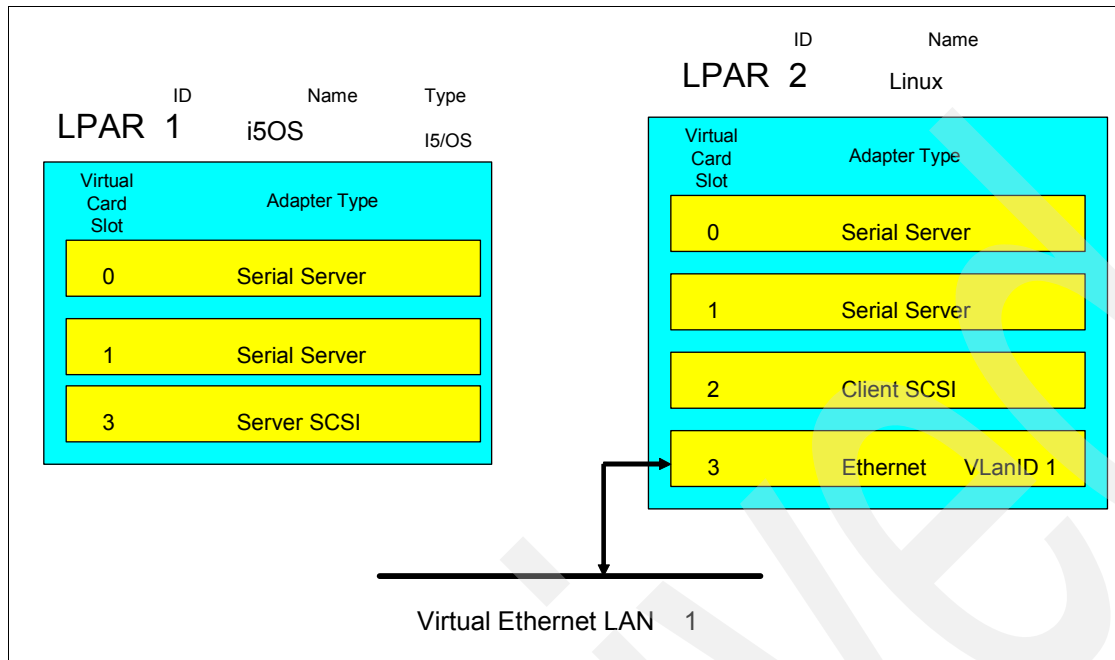 ID Name Type
LPAR 1 i5OS I5/OS
Virtual
Card
Slot
Adapter Type
0 Serial Server
1 Serial Server
3 Server SCSI
ID Name
LPAR 2 Linux
Virtual
Card
Slot
Adapter Type
0 Serial Server
1 Serial Server
2 Client SCSI
3 Ethernet VLanID 1
Virtual Ethernet LAN 1